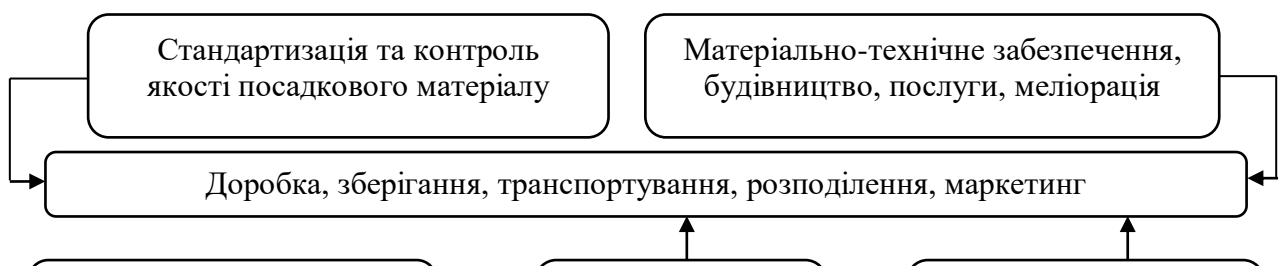 Стандартизація та контроль
якості посадкового матеріалу
Матеріально-технічне забезпечення,
будівництво, послуги, меліорація
Доробка, зберігання, транспортування, розподілення, маркетинг